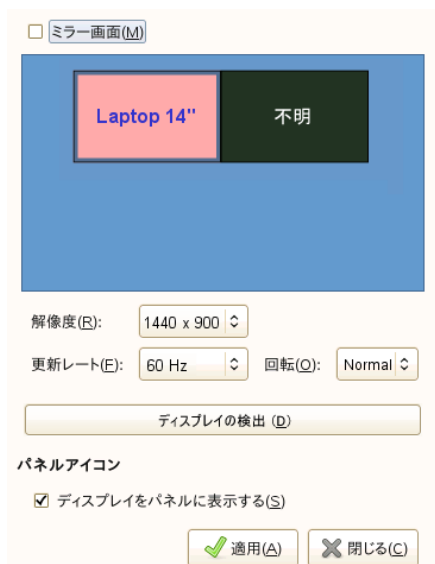 ミラー画面(M)
Laptop 14" 不明
解像度(R): 1440 x 900
更新レート(F): 60 Hz 回転(O): Normal
ディスプレイの検出 (D)
パネルアイコン
ディスプレイをパネルに表示する(S)
適用(A) 閉じる(C)